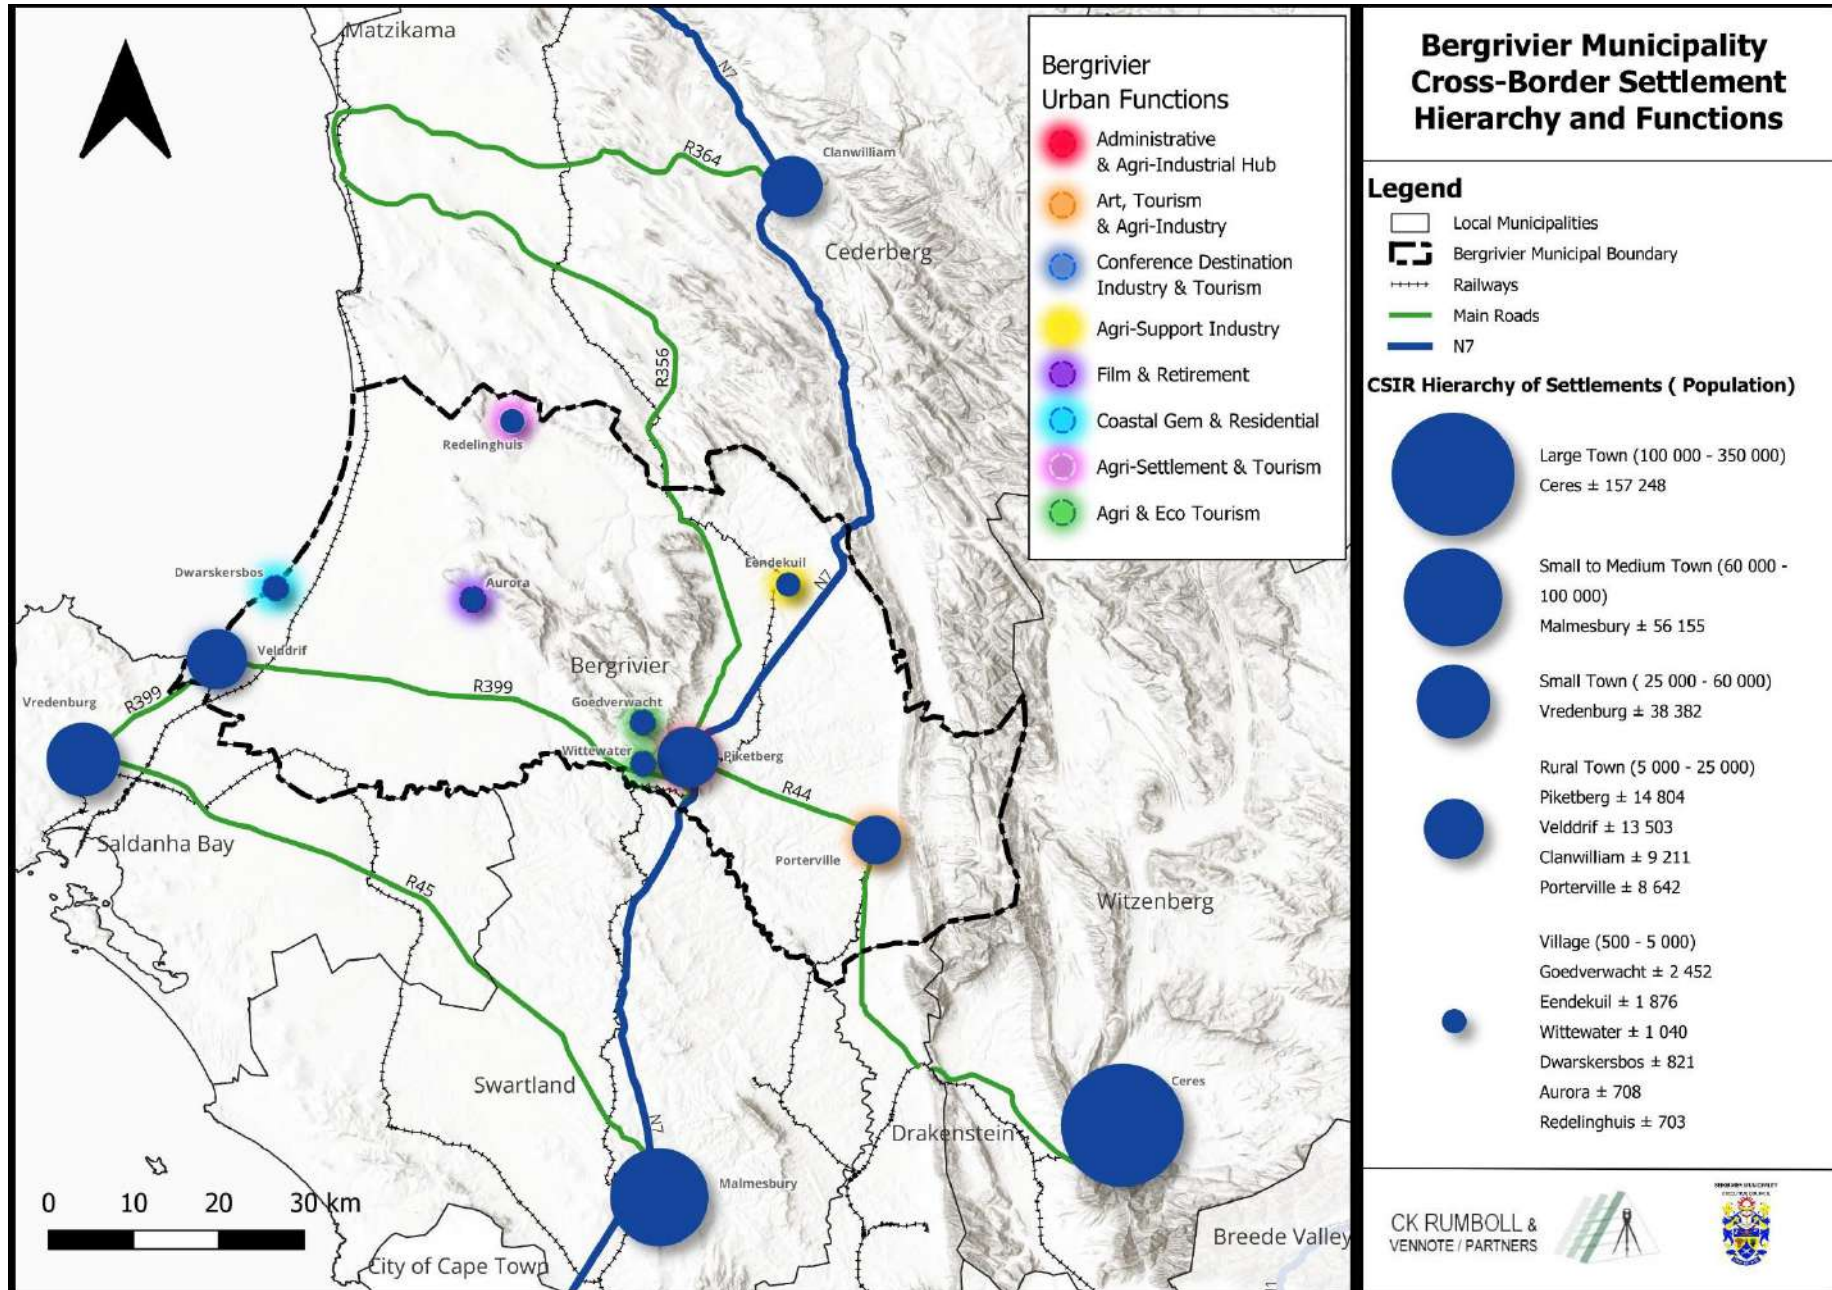 Matzikama
N7
R364
Clanwilliam
Cederberg
R356
Redelinghuis
Dwarskersbos
Aurora
Eendekuil
N7
Velddrif
Bergrivier
R399
R399
Goedverwacht
Vredenburg
Wittewater
Piketberg
R44
Saldanha Bay
Porterville
R45
Witzenberg
Swartland
Ceres
N7
Drakenstein
Malmesbury
0 10 20 30 km
Breede Valley
City of Cape Town
Bergrivier
Urban Functions
Administrative
& Agri-Industrial Hub
Art, Tourism
& Agri-Industry
Conference Destination
Industry & Tourism
Agri-Support Industry
Film & Retirement
Coastal Gem & Residential
Agri-Settlement & Tourism
Agri & Eco Tourism
Bergrivier Municipality
Cross-Border Settlement
Hierarchy and Functions
Legend
Local Municipalities
Bergrivier Municipal Boundary
Railways
Main Roads
N7
CSIR Hierarchy of Settlements ( Population)
Large Town (100 000 - 350 000)
Ceres ± 157 248
Small to Medium Town (60 000 -
100 000)
Malmesbury ± 56 155
Small Town ( 25 000 - 60 000)
Vredenburg ± 38 382
Rural Town (5 000 - 25 000)
Piketberg ± 14 804
Velddrif ± 13 503
Clanwilliam ± 9 211
Porterville ± 8 642
Village (500 - 5 000)
Goedverwacht ± 2 452
Eendekuil ± 1 876
Wittewater ± 1 040
Dwarskersbos ± 821
Aurora ± 708
Redelinghuis ± 703
CK RUMBOLL &
VENNOTE / PARTNERS